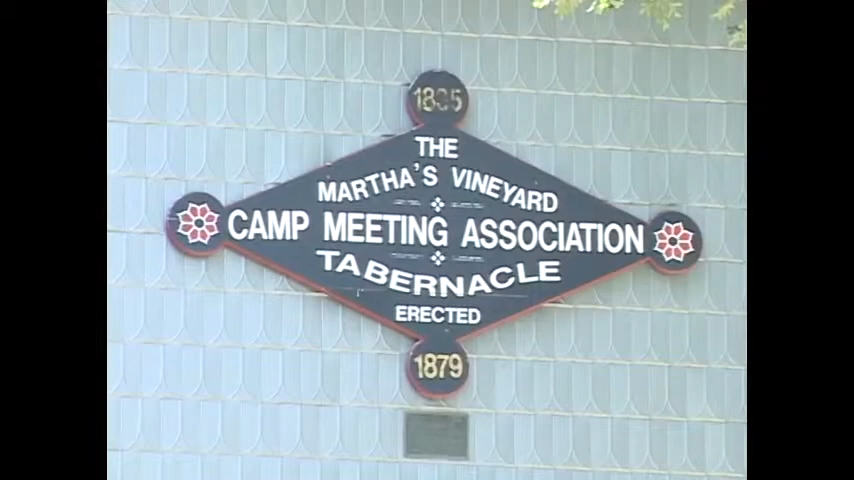 1835
THE
MARTHA'S VINEYARD
CAMP MEETING ASSOCIATION
TABERNACLE
ERECTED
1879